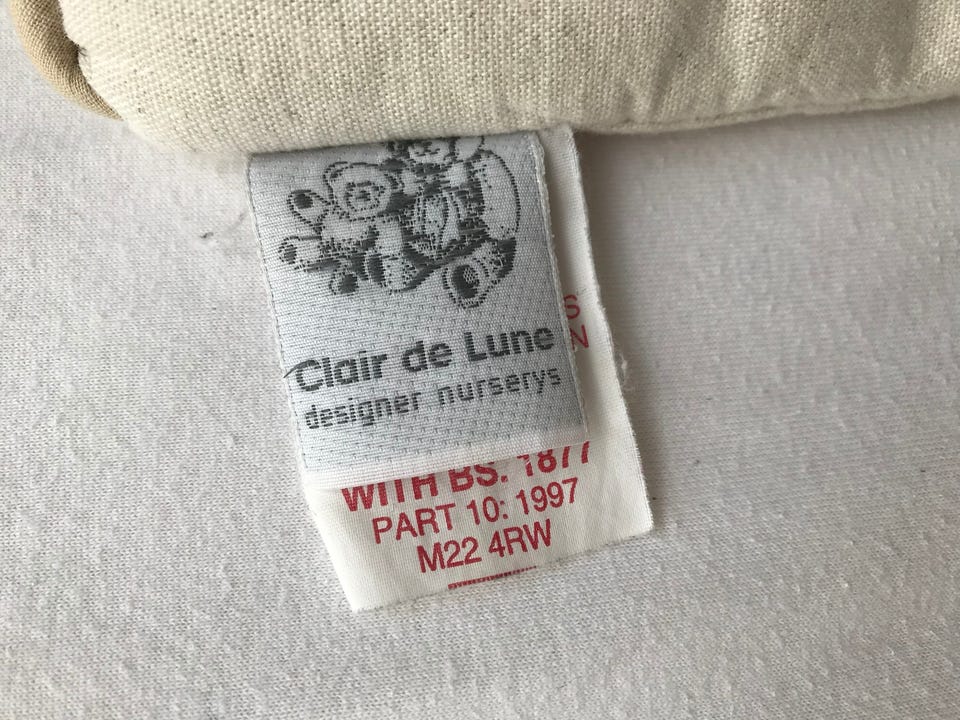 Clair de Lune
designer nurserys
S
N
WITH BS. 1877
PART 10: 1997
M22 4RW